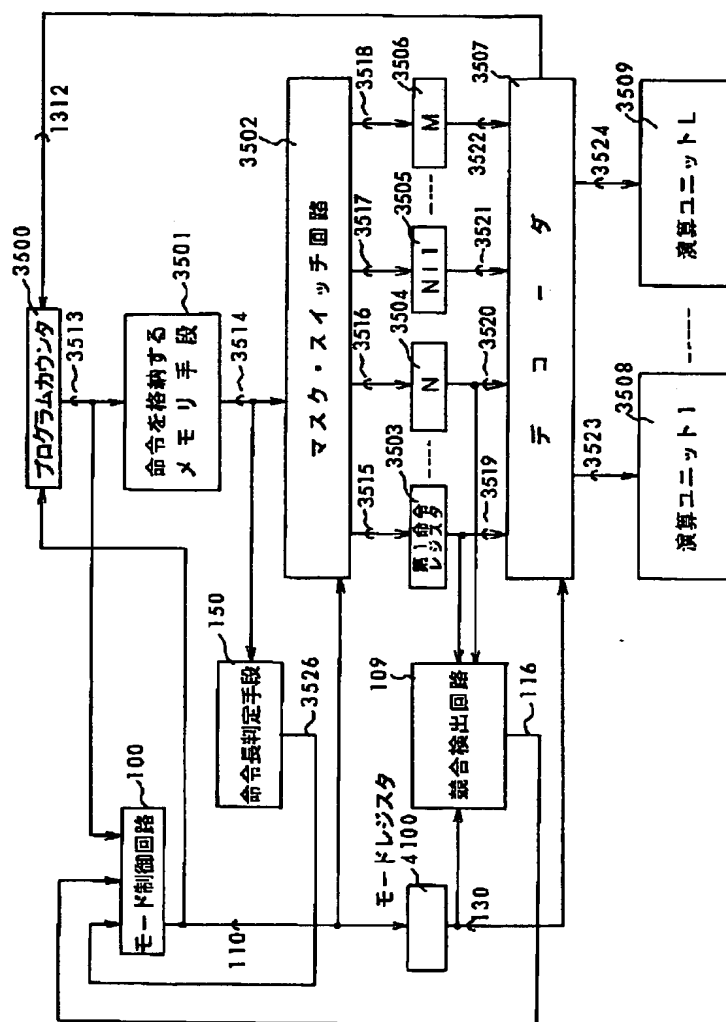 1312
3500
プログラムカウンタ
3513
3501
命令を格納する
メモリ手段
3514
100
モード制御回路
110
150
命令長判定手段
3526
3502
マスク・スイッチ回路
3515
3516
3517
3518
3503
第1命令
レジスタ
3504
N
3505
N+1
3506
M
モードレジスタ
4100
130
109
競合検出回路
116
3519
3520
3521
3522
3507
デコーダ
3523
3524
3508
演算ユニット1
3509
演算ユニットL